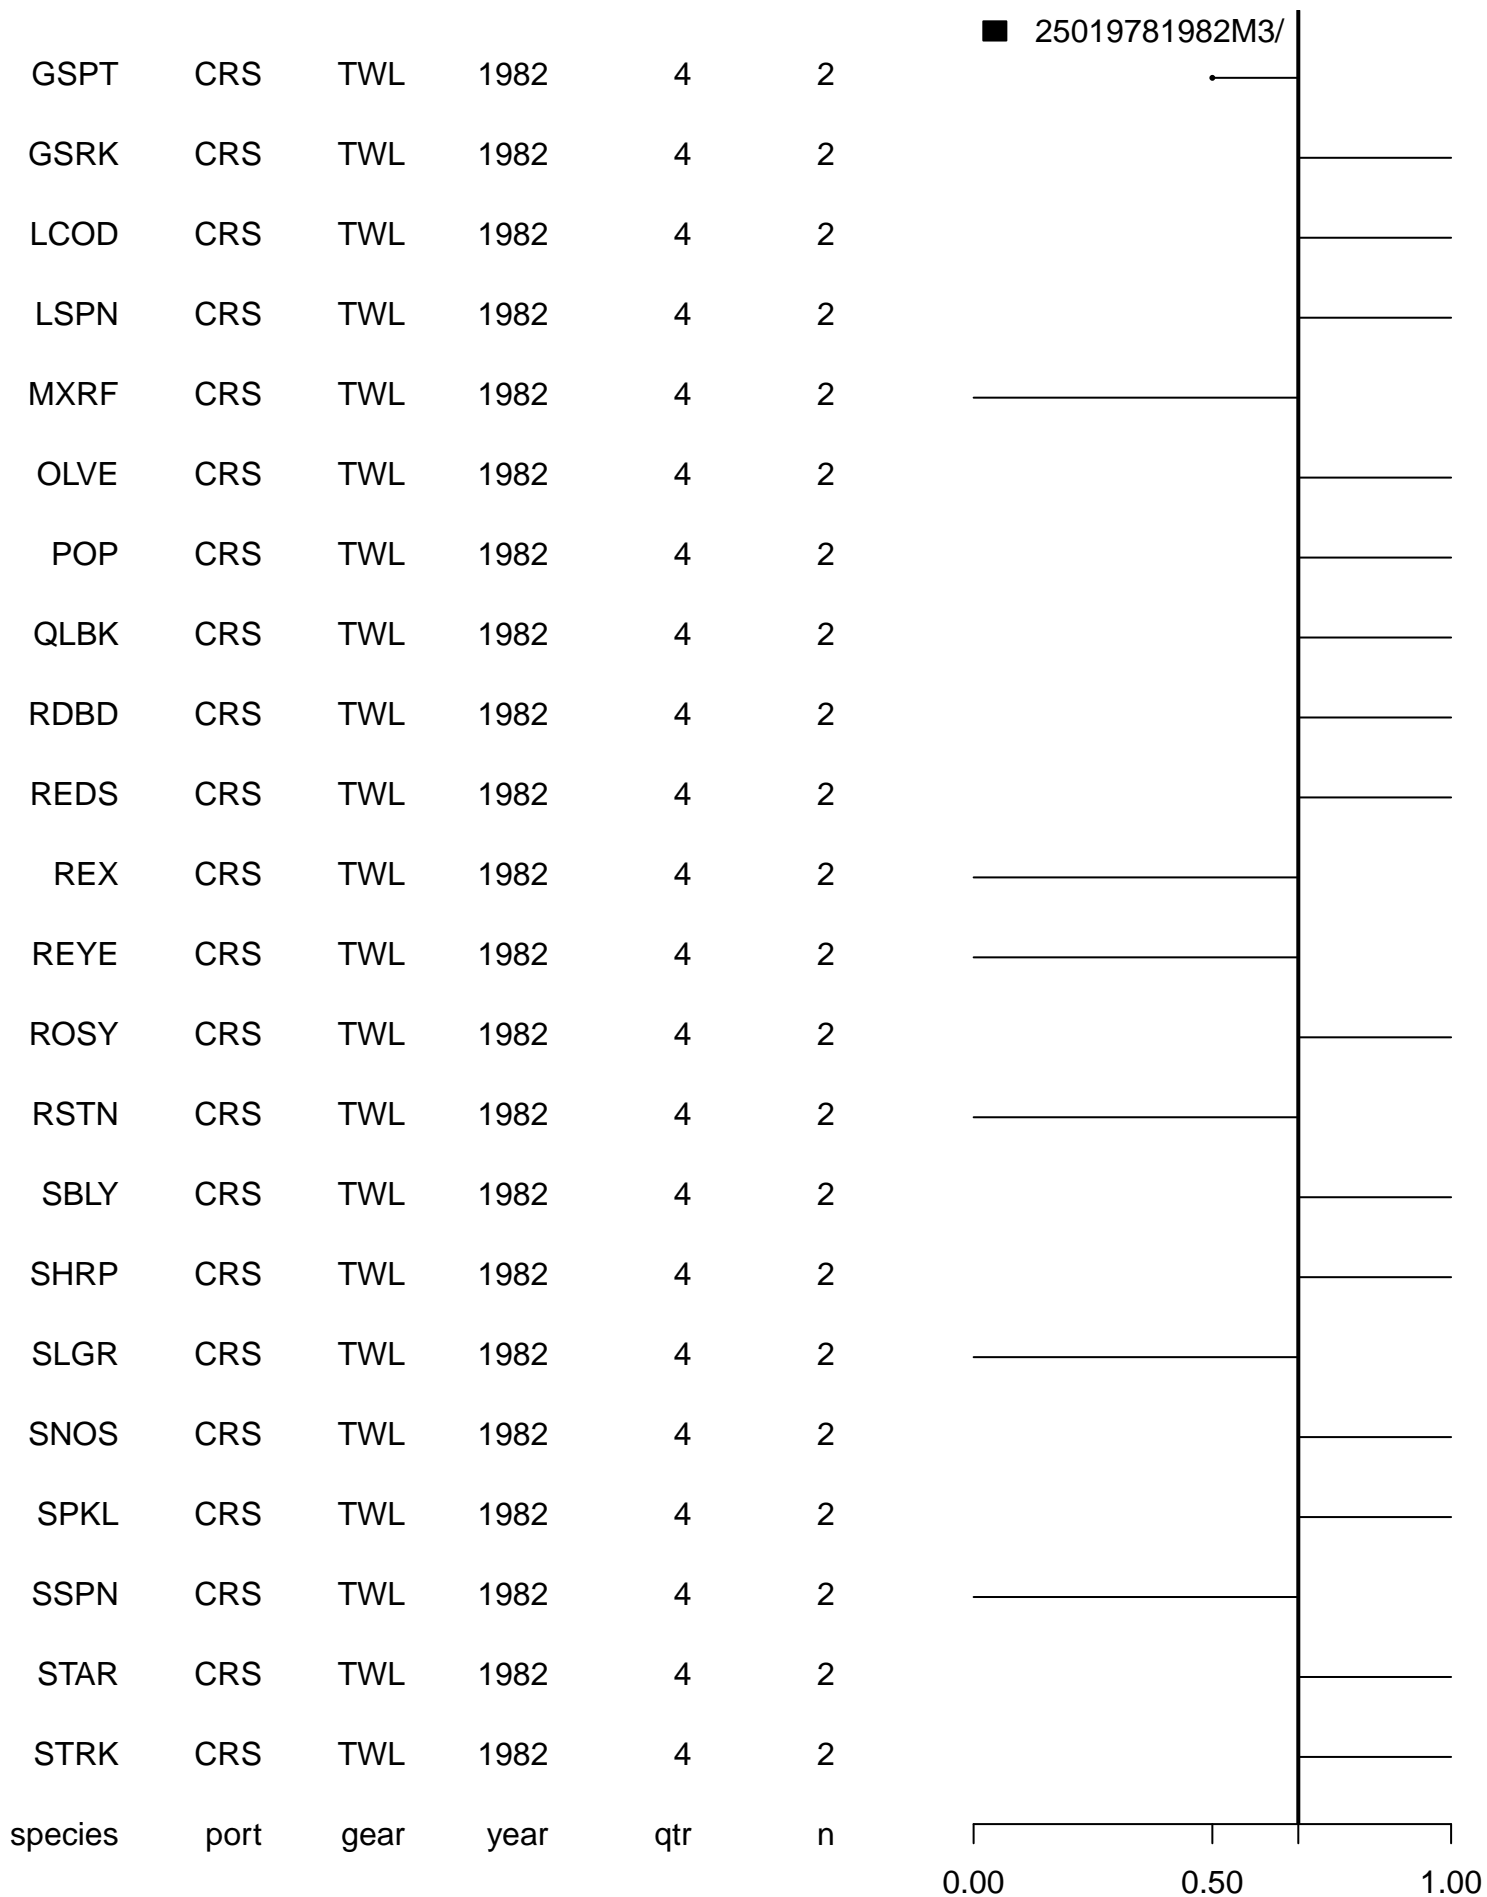 25019781982M3/
GSPT CRS TWL 1982 4 2
GSRK CRS TWL 1982 4 2
LCOD CRS TWL 1982 4 2
LSPN CRS TWL 1982 4 2
MXRF CRS TWL 1982 4 2
OLVE CRS TWL 1982 4 2
POP CRS TWL 1982 4 2
QLBK CRS TWL 1982 4 2
RDBD CRS TWL 1982 4 2
REDS CRS TWL 1982 4 2
REX CRS TWL 1982 4 2
REYE CRS TWL 1982 4 2
ROSY CRS TWL 1982 4 2
RSTN CRS TWL 1982 4 2
SBLY CRS TWL 1982 4 2
SHRP CRS TWL 1982 4 2
SLGR CRS TWL 1982 4 2
SNOS CRS TWL 1982 4 2
SPKL CRS TWL 1982 4 2
SSPN CRS TWL 1982 4 2
STAR CRS TWL 1982 4 2
STRK CRS TWL 1982 4 2
species port gear year qtr n
0.00 0.50 1.00